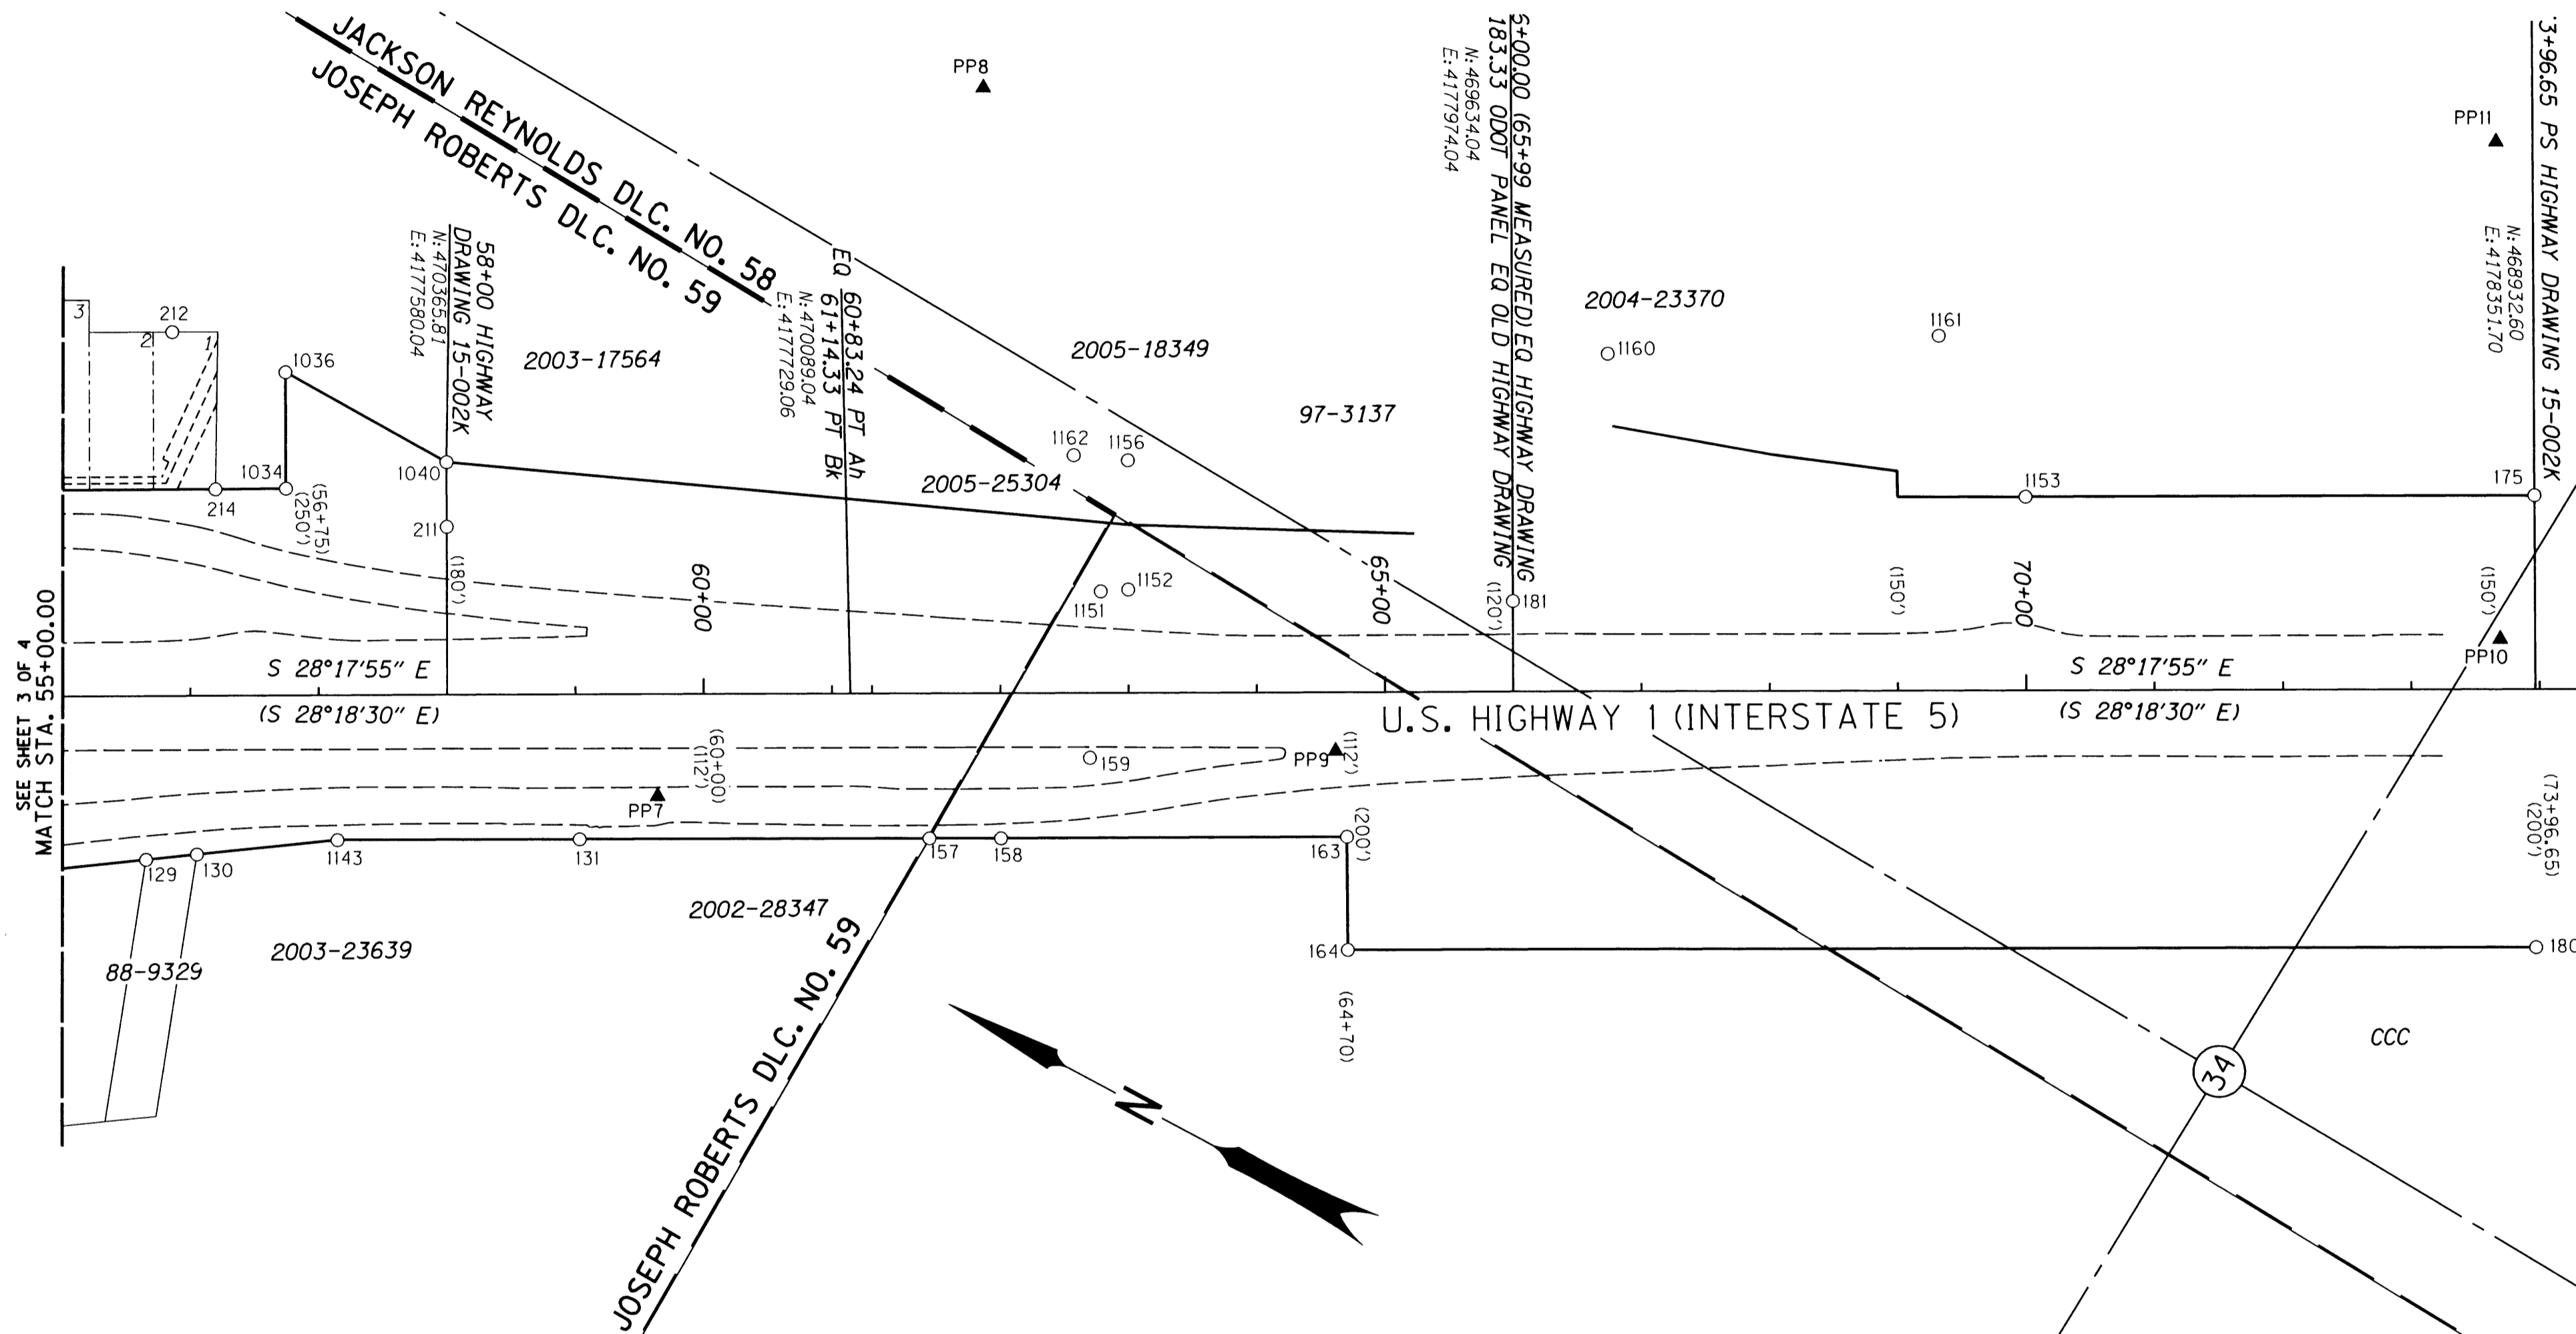 JACKSON REYNOLDS DLC. NO. 58
JOSEPH ROBERTS DLC. NO. 59
PP8
S+00.00 (65+99 MEASURED) EQ HIGHWAY DRAWING
183.33 ODOT PANEL EQ OLD HIGHWAY DRAWING
N:469634.04
E:4177974.04
3+96.65 PS HIGHWAY DRAWING 15-002K
N:468932.60
E:4178351.70
PP11
58+00 HIGHWAY
DRAWING 15-002K
N:470365.81
E:4177580.04
EQ
60+83.24 PT Ah
61+14.33 PT Bk
N:470089.04
E:4177729.06
3
212
2
1
1036
2003-17564
2005-18349
2004-23370
1161
1160
97-3137
1162
1156
1034
1040
2005-25304
1153
175
214
(56+75)
(250')
211
(180')
60+00
1151
1152
65+00
(120')
181
(150')
70+00
(150')
PP10
SEE SHEET 3 OF 4
MATCH STA. 55+00.00
S 28°17'55" E
S 28°17'55" E
(S 28°18'30" E)
U.S. HIGHWAY 1 (INTERSTATE 5)
(S 28°18'30" E)
(60+00)
(112')
159
PP9
(112')
PP7
(200')
(73+96.65)
(200')
129
130
1143
131
157
158
163
2002-28347
2003-23639
88-9329
164
180
(64+70)
JOSEPH ROBERTS DLC. NO. 59
N
34
CCC